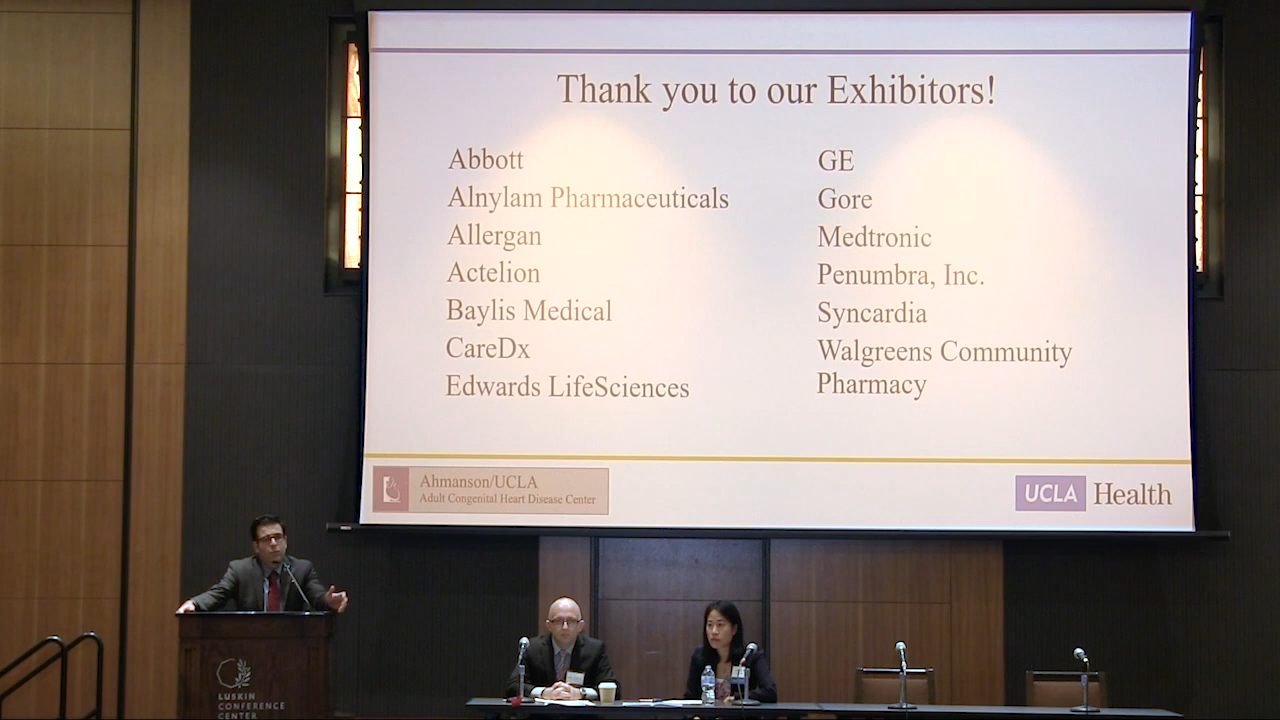 Thank you to our Exhibitors!
Abbott
Alnylam Pharmaceuticals
Allergan
Actelion
Baylis Medical
CareDx
Edwards LifeSciences
GE
Gore
Medtronic
Penumbra, Inc.
Syncardia
Walgreens Community
Pharmacy
Ahmanson/UCLA
Adult Congenital Heart Disease Center
UCLA Health
LUSKIN
CONFERENCE
CENTER